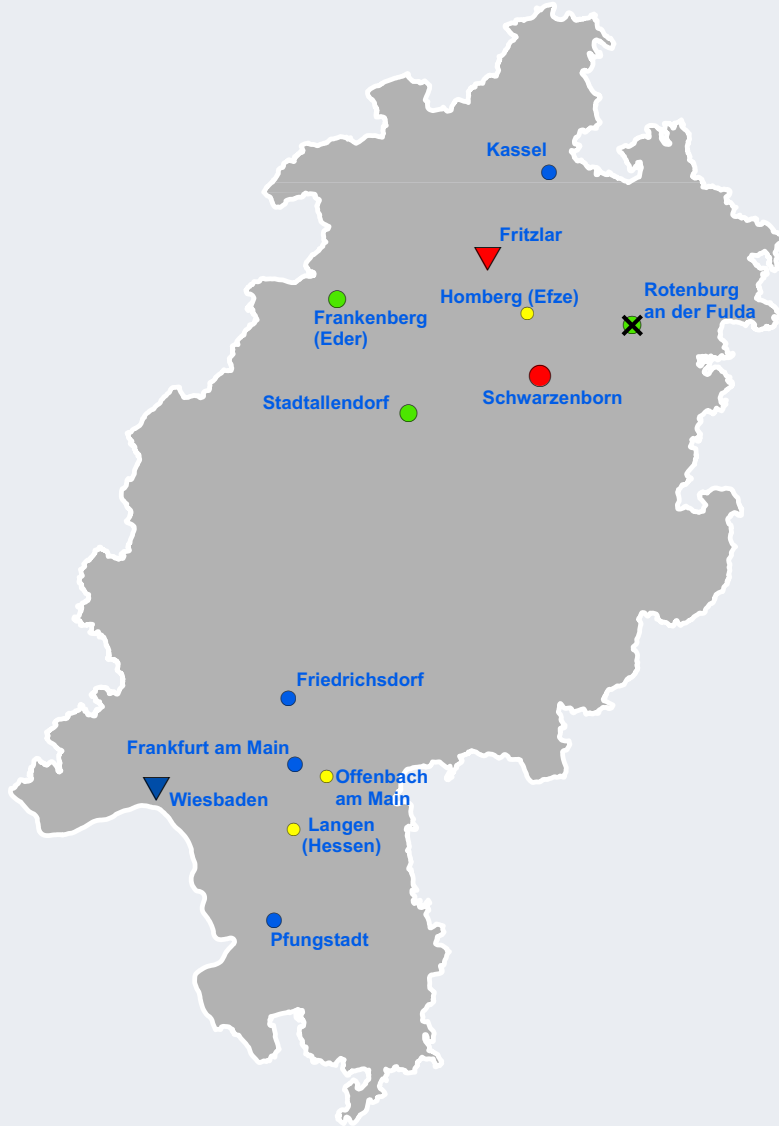 Kassel
Fritzlar
Homberg (Efze)
Rotenburg
an der Fulda
Frankenberg
(Eder)
Schwarzenborn
Stadtallendorf
Friedrichsdorf
Frankfurt am Main
Offenbach
am Main
Wiesbaden
Langen
(Hessen)
Pfungstadt